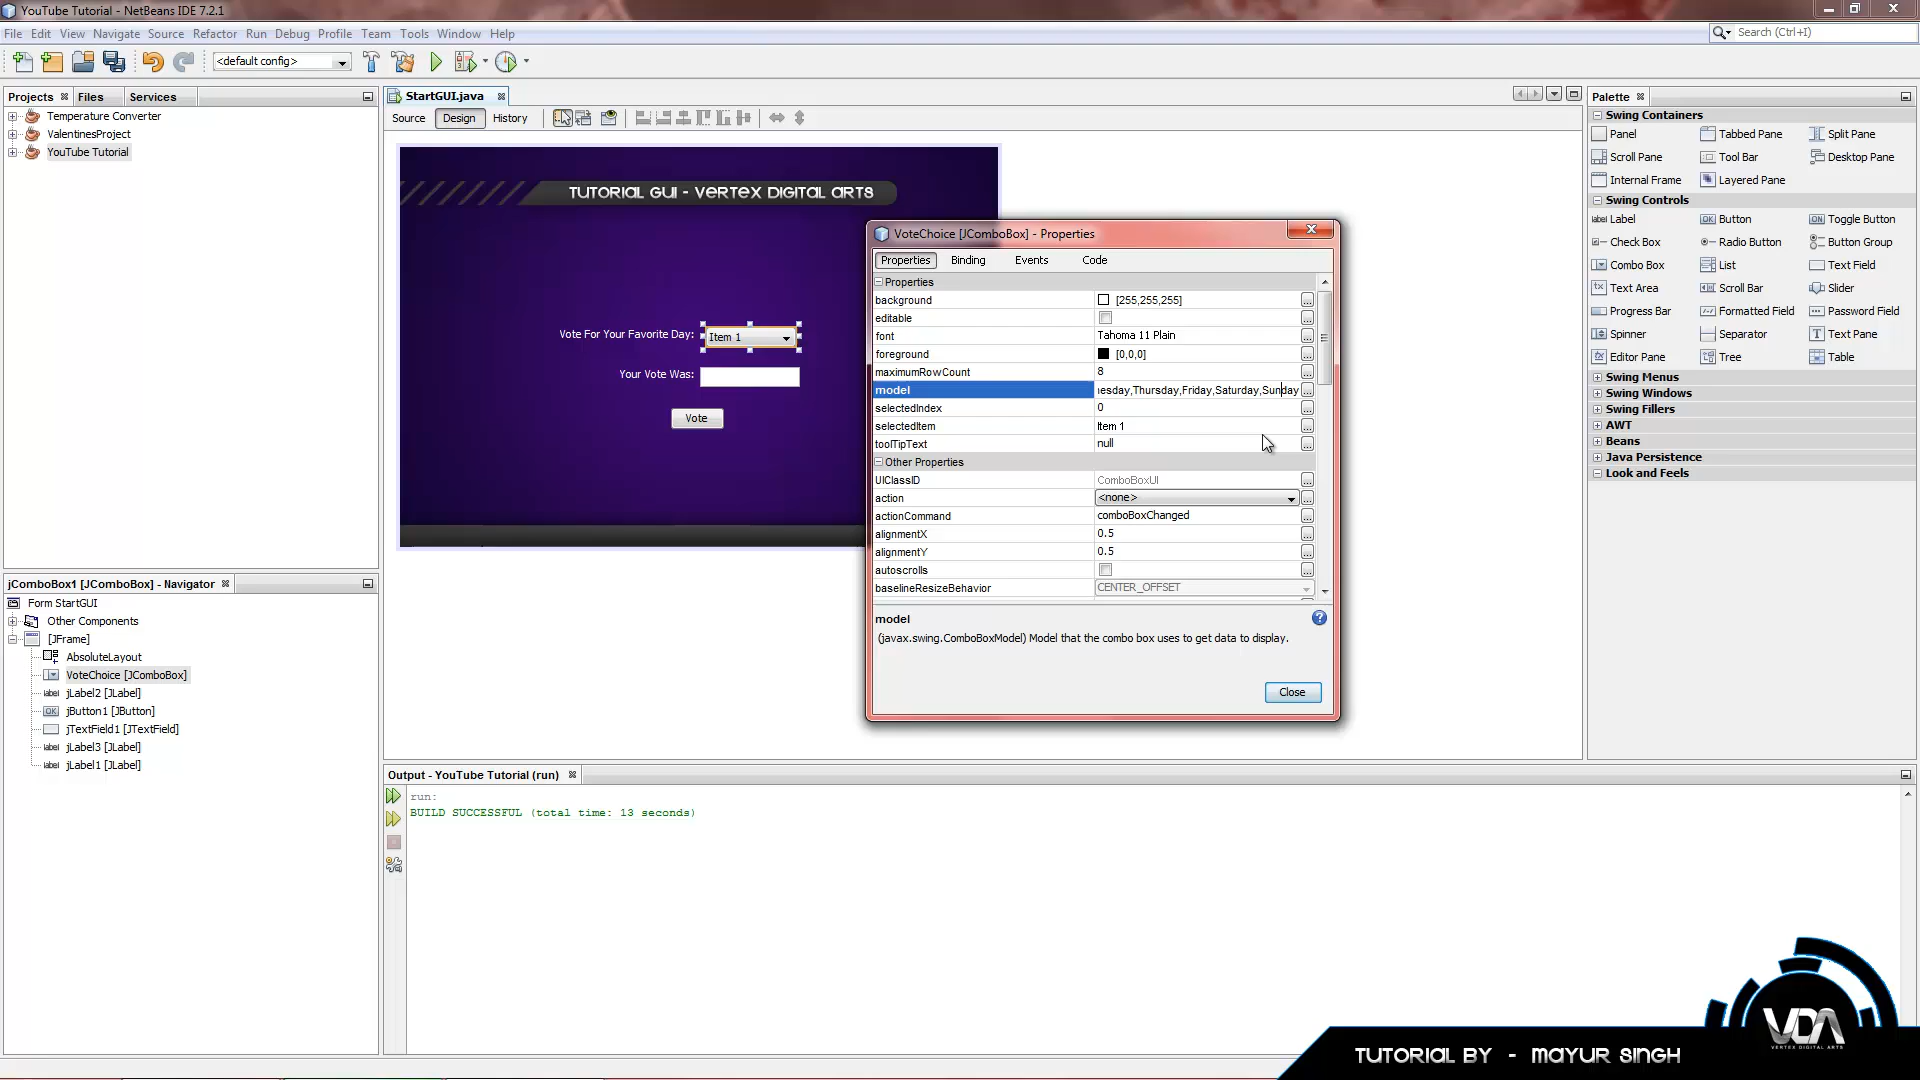 YouTube Tutorial - NetBeans IDE 7.2.1
File Edit View Navigate Source Refactor Run Debug Profile Team Tools Window Help
Search (Ctrl+I)
<default config>
Projects Files Services
Temperature Converter
ValentinesProject
YouTube Tutorial
StartGUI.java
Source Design History
TUTORIAL GUI - VERTEX DIGITAL ARTS
Vote For Your Favorite Day: Item 1
Your Vote Was:
Vote
VoteChoice [JComboBox] - Properties
Properties Binding Events Code
Properties
background [255,255,255]
editable
font Tahoma 11 Plain
foreground [0,0,0]
maximumRowCount 8
model esday,Thursday,Friday,Saturday,Sunday
selectedIndex 0
selectedItem Item 1
toolTipText null
Other Properties
UIClassID ComboBoxUI
action <none>
actionCommand comboBoxChanged
alignmentX 0.5
alignmentY 0.5
autoscrolls
baselineResizeBehavior CENTER_OFFSET
model
(javax.swing.ComboBoxModel) Model that the combo box uses to get data to display.
Close
Palette
Swing Containers
Panel Tabbed Pane Split Pane
Scroll Pane Tool Bar Desktop Pane
Internal Frame Layered Pane
Swing Controls
label Label OK Button ON Toggle Button
Check Box Radio Button Button Group
Combo Box List Text Field
Text Area Scroll Bar Slider
Progress Bar Formatted Field Password Field
Spinner Separator Text Pane
Editor Pane Tree Table
Swing Menus
Swing Windows
Swing Fillers
AWT
Beans
Java Persistence
Look and Feels
jComboBox1 [JComboBox] - Navigator
Form StartGUI
Other Components
[JFrame]
AbsoluteLayout
VoteChoice [JComboBox]
label jLabel2 [JLabel]
OK jButton1 [JButton]
jTextField1 [JTextField]
label jLabel3 [JLabel]
label jLabel1 [JLabel]
Output - YouTube Tutorial (run)
run:
BUILD SUCCESSFUL (total time: 13 seconds)
VDA
VERTEX DIGITAL ARTS
TUTORIAL BY - MAYUR SINGH